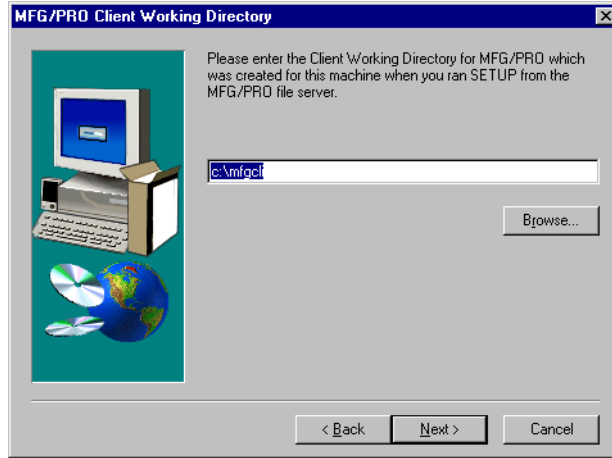 MFG/PRO Client Working Directory
Please enter the Client Working Directory for MFG/PRO which
was created for this machine when you ran SETUP from the
MFG/PRO file server.
c:\mfgcli
Browse...
< Back Next > Cancel